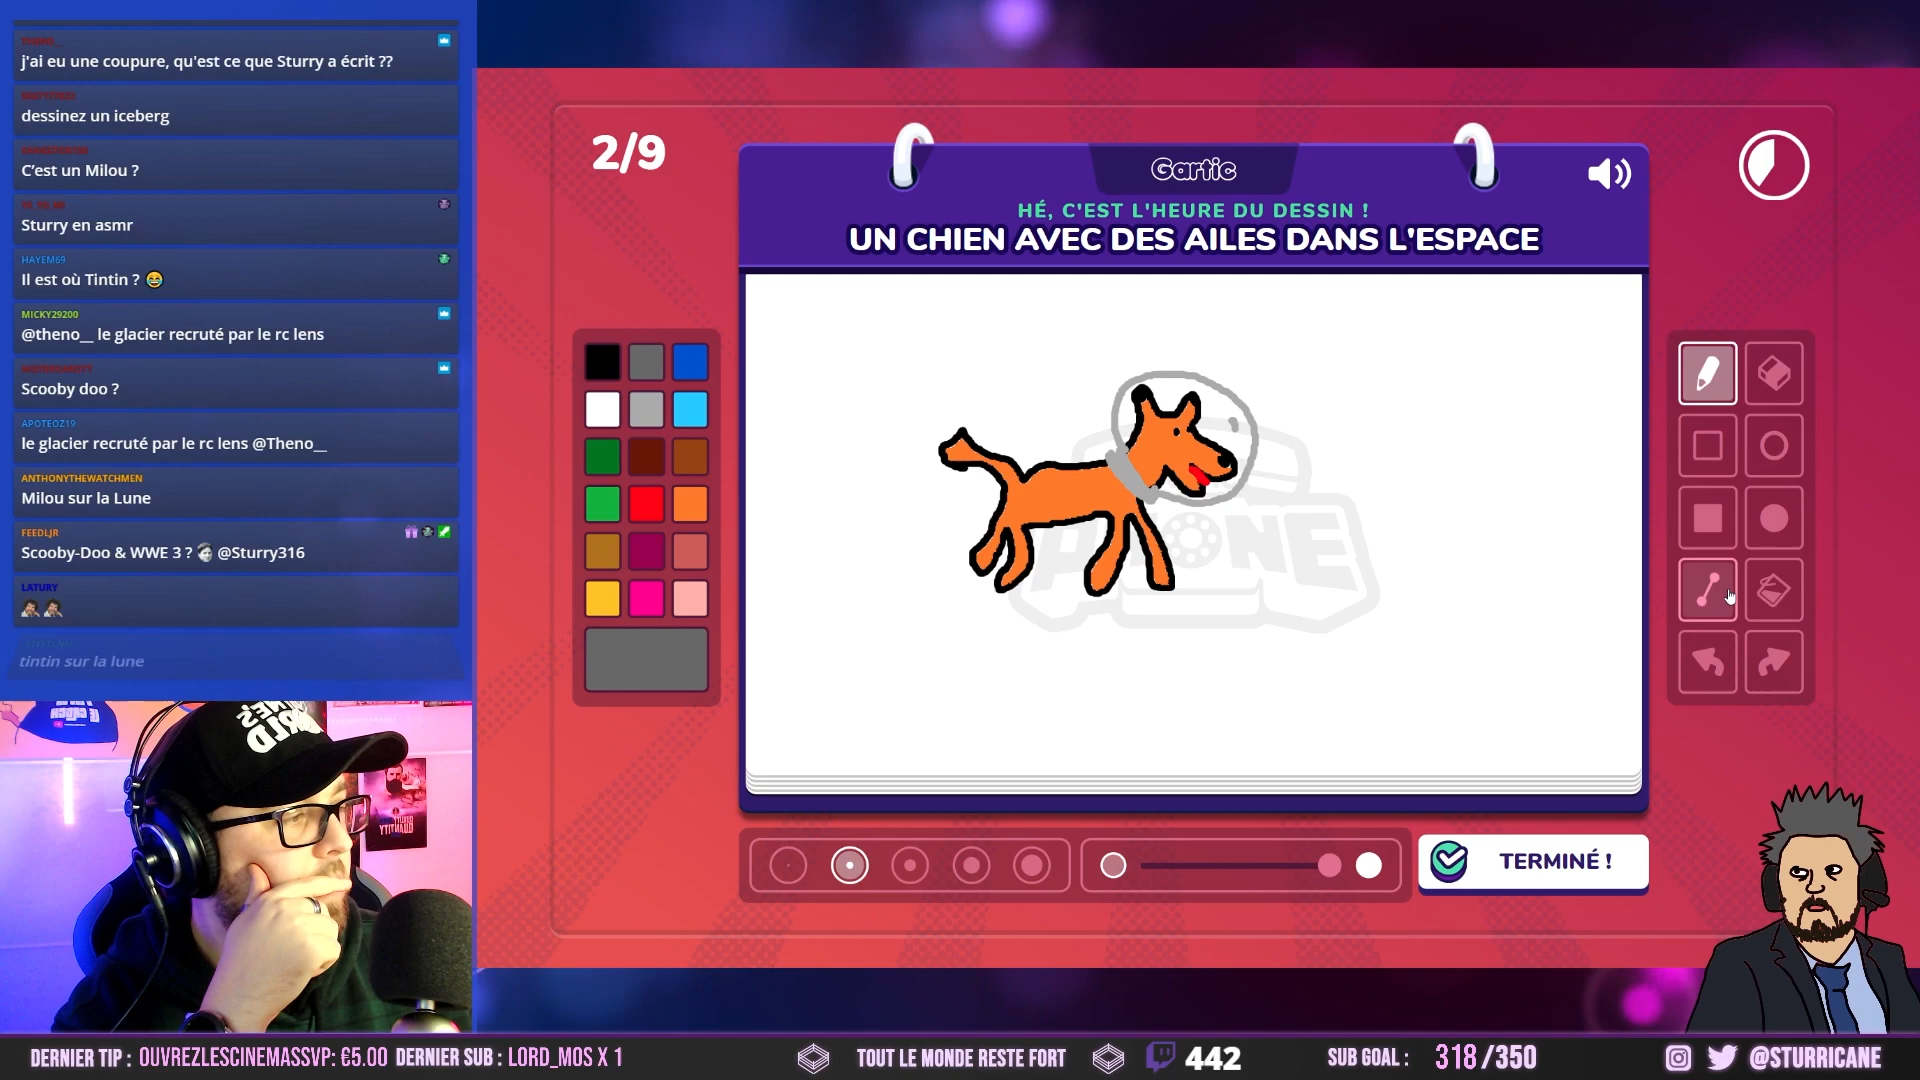 j'ai eu une coupure, qu'est ce que Sturry a écrit ??
dessinez un iceberg
C'est un Milou ?
Sturry en asmr
HAYEM69
Il est où Tintin ? 😂
MICKY29200
@theno__ le glacier recruté par le rc lens
Scooby doo ?
APOTEOZ19
le glacier recruté par le rc lens @Theno__
ANTHONYTHEWATCHMEN
Milou sur la Lune
FEEDLJR
Scooby-Doo & WWE 3 ? @Sturry316
LATURY
tintin sur la lune
2/9
Gartic
HÉ, C'EST L'HEURE DU DESSIN !
UN CHIEN AVEC DES AILES DANS L'ESPACE
PHONE
TERMINÉ !
DERNIER TIP : OUVREZLESCINEMASSVP: €5.00 DERNIER SUB : LORD_MOS X 1
TOUT LE MONDE RESTE FORT
442
SUB GOAL : 318 /350
@STURRICANE